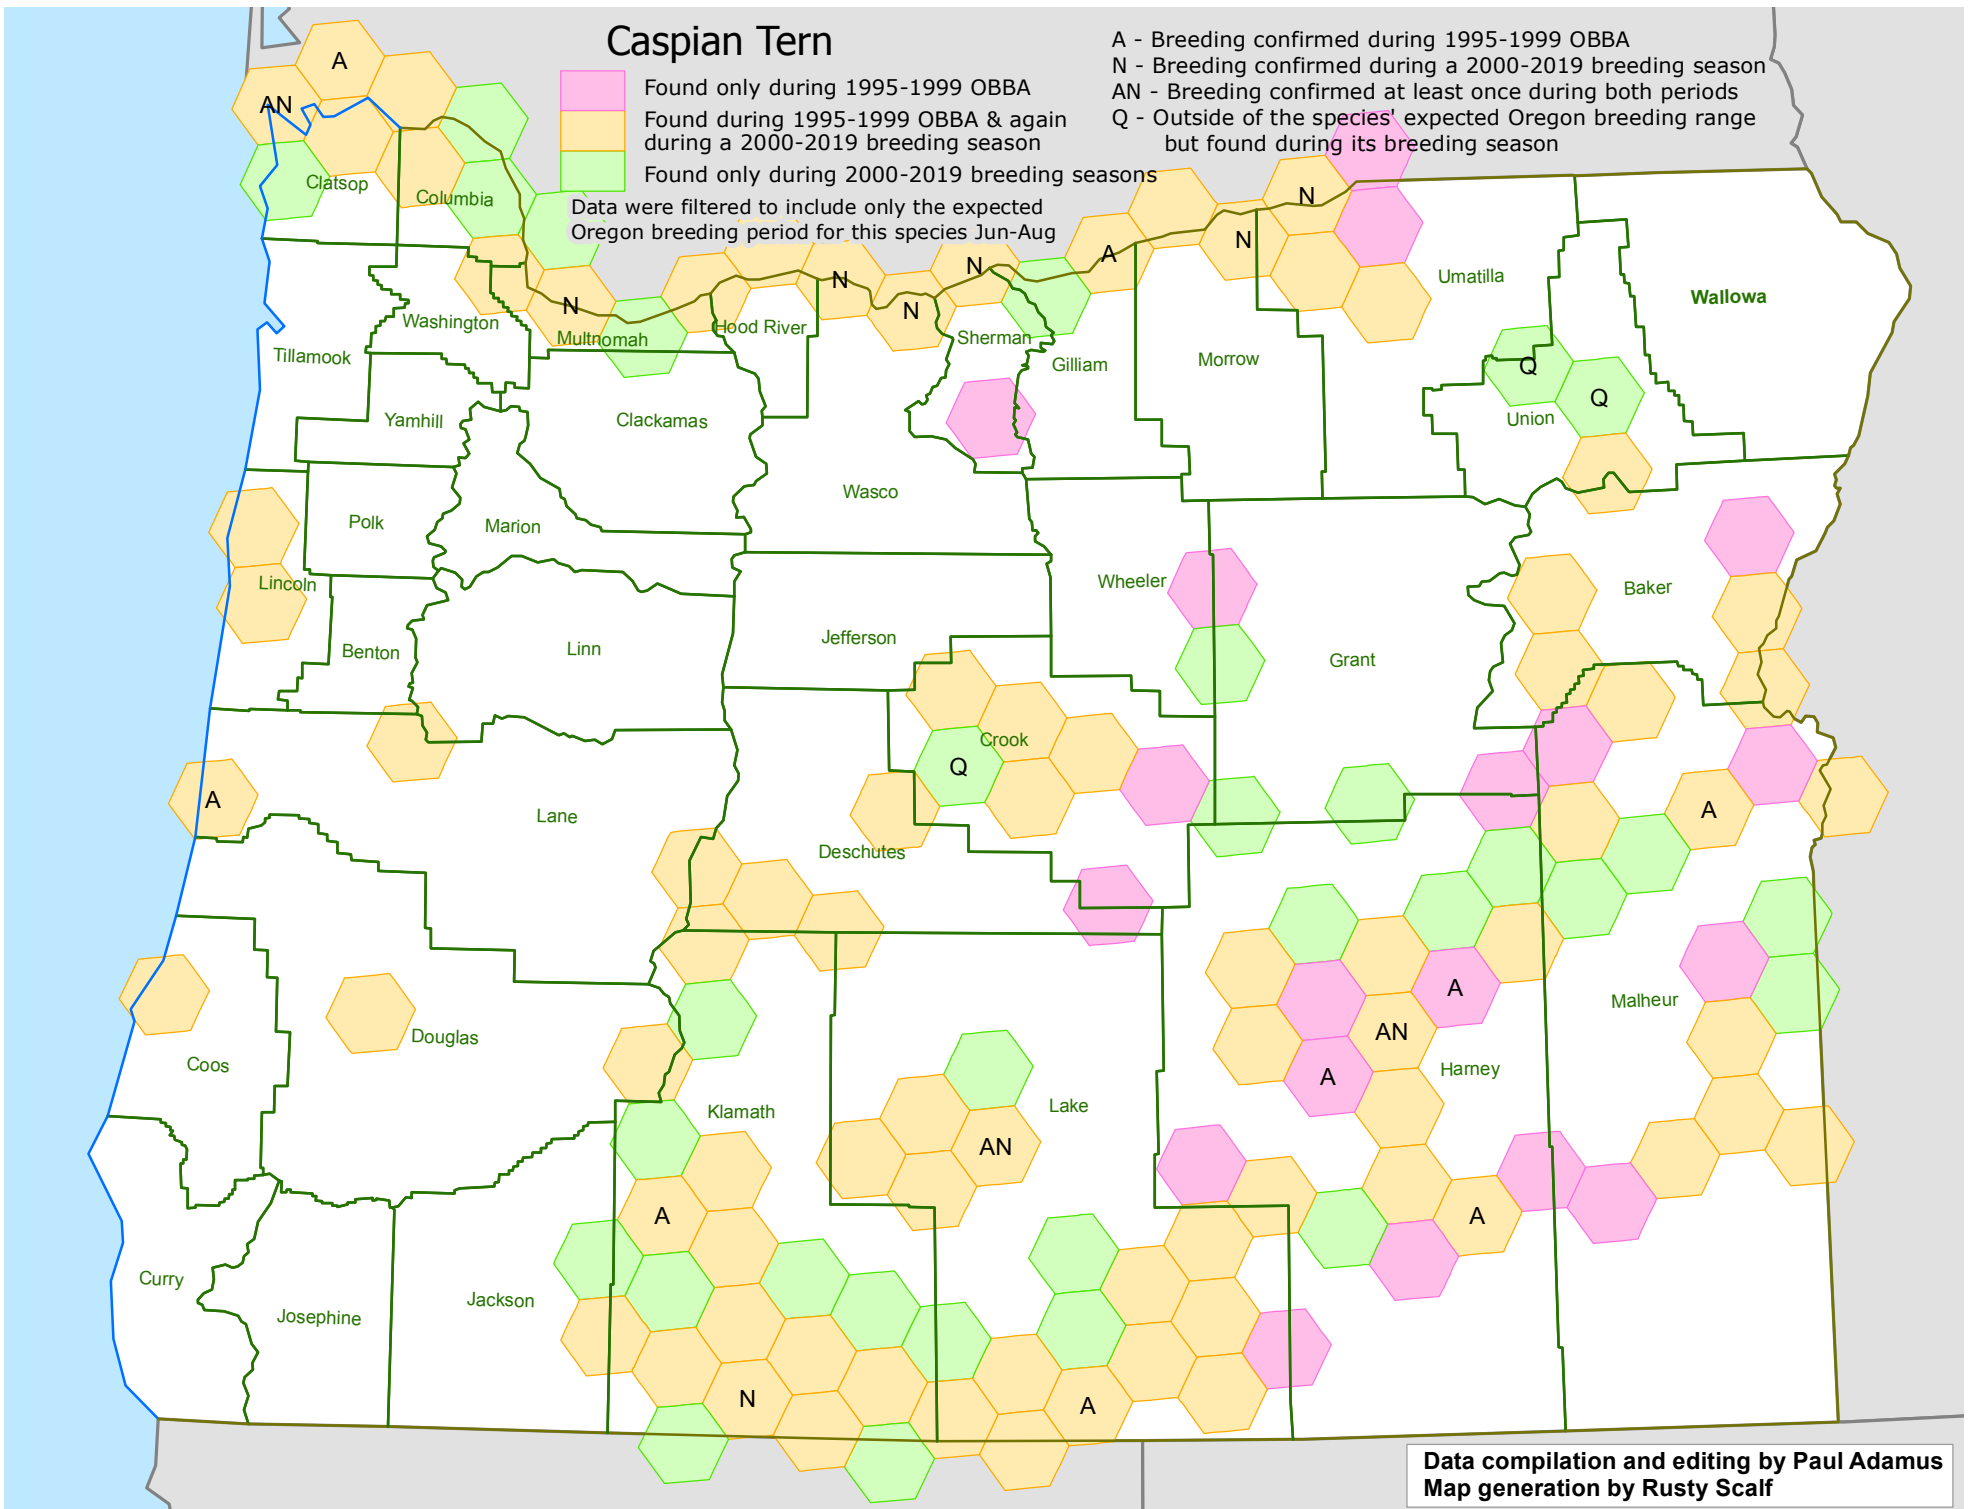 Caspian Tern
Found only during 1995-1999 OBBA
Found during 1995-1999 OBBA & again
during a 2000-2019 breeding season
Found only during 2000-2019 breeding seasons
Data were filtered to include only the expected
Oregon breeding period for this species Jun-Aug
A - Breeding confirmed during 1995-1999 OBBA
N - Breeding confirmed during a 2000-2019 breeding season
AN - Breeding confirmed at least once during both periods
Q - Outside of the species' expected Oregon breeding range
but found during its breeding season
A
AN
Clatsop
Columbia
N
N
A
N
N
N
N
Umatilla
Wallowa
Washington
Multnomah
Hood River
Sherman
Tillamook
Gilliam
Morrow
Q
Q
Union
Yamhill
Clackamas
Wasco
Polk
Marion
Lincoln
Wheeler
Baker
Benton
Linn
Jefferson
Grant
Crook
Q
A
Lane
A
Deschutes
A
AN
Malheur
Douglas
Coos
A
Harney
Klamath
Lake
AN
A
A
Curry
Josephine
Jackson
N
A
Data compilation and editing by Paul Adamus
Map generation by Rusty Scalf